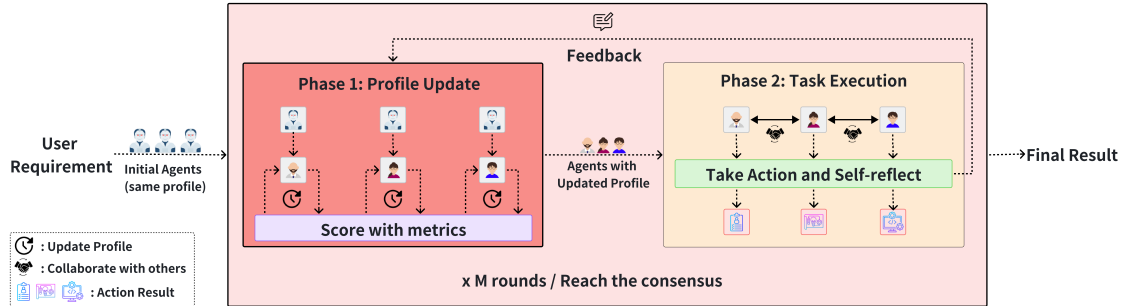 Feedback
Phase 1: Profile Update
Phase 2: Task Execution
User
Requirement
Initial Agents
(same profile)
Agents with
Updated Profile
Take Action and Self-reflect
Final Result
Score with metrics
: Update Profile
: Collaborate with others
: Action Result
x M rounds / Reach the consensus